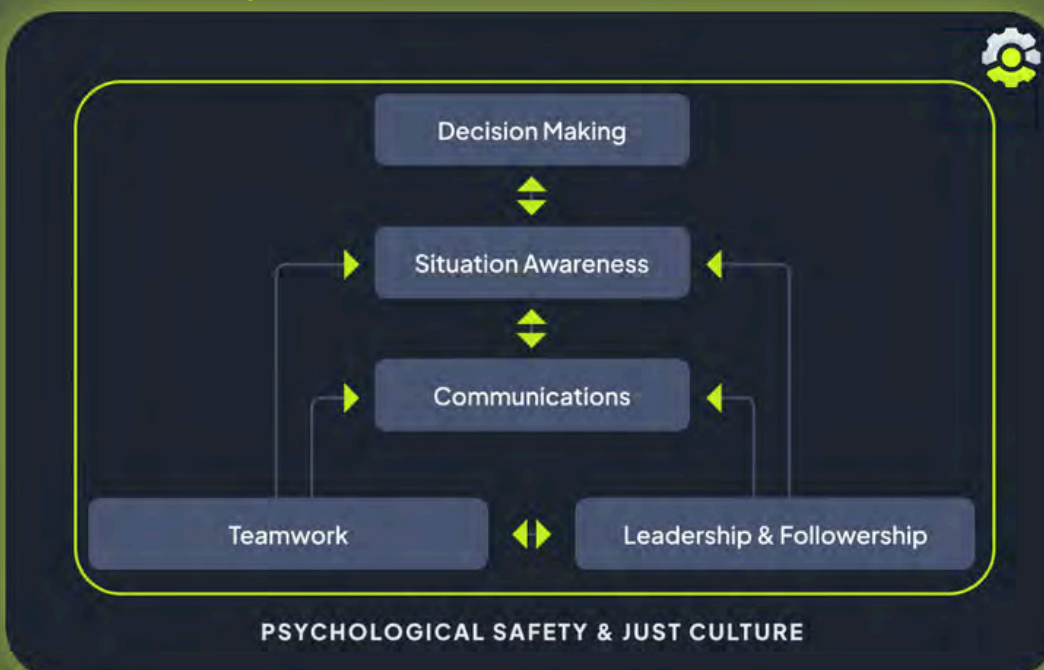 Decision Making
Situation Awareness
Communications
Teamwork
Leadership & Followership
PSYCHOLOGICAL SAFETY & JUST CULTURE